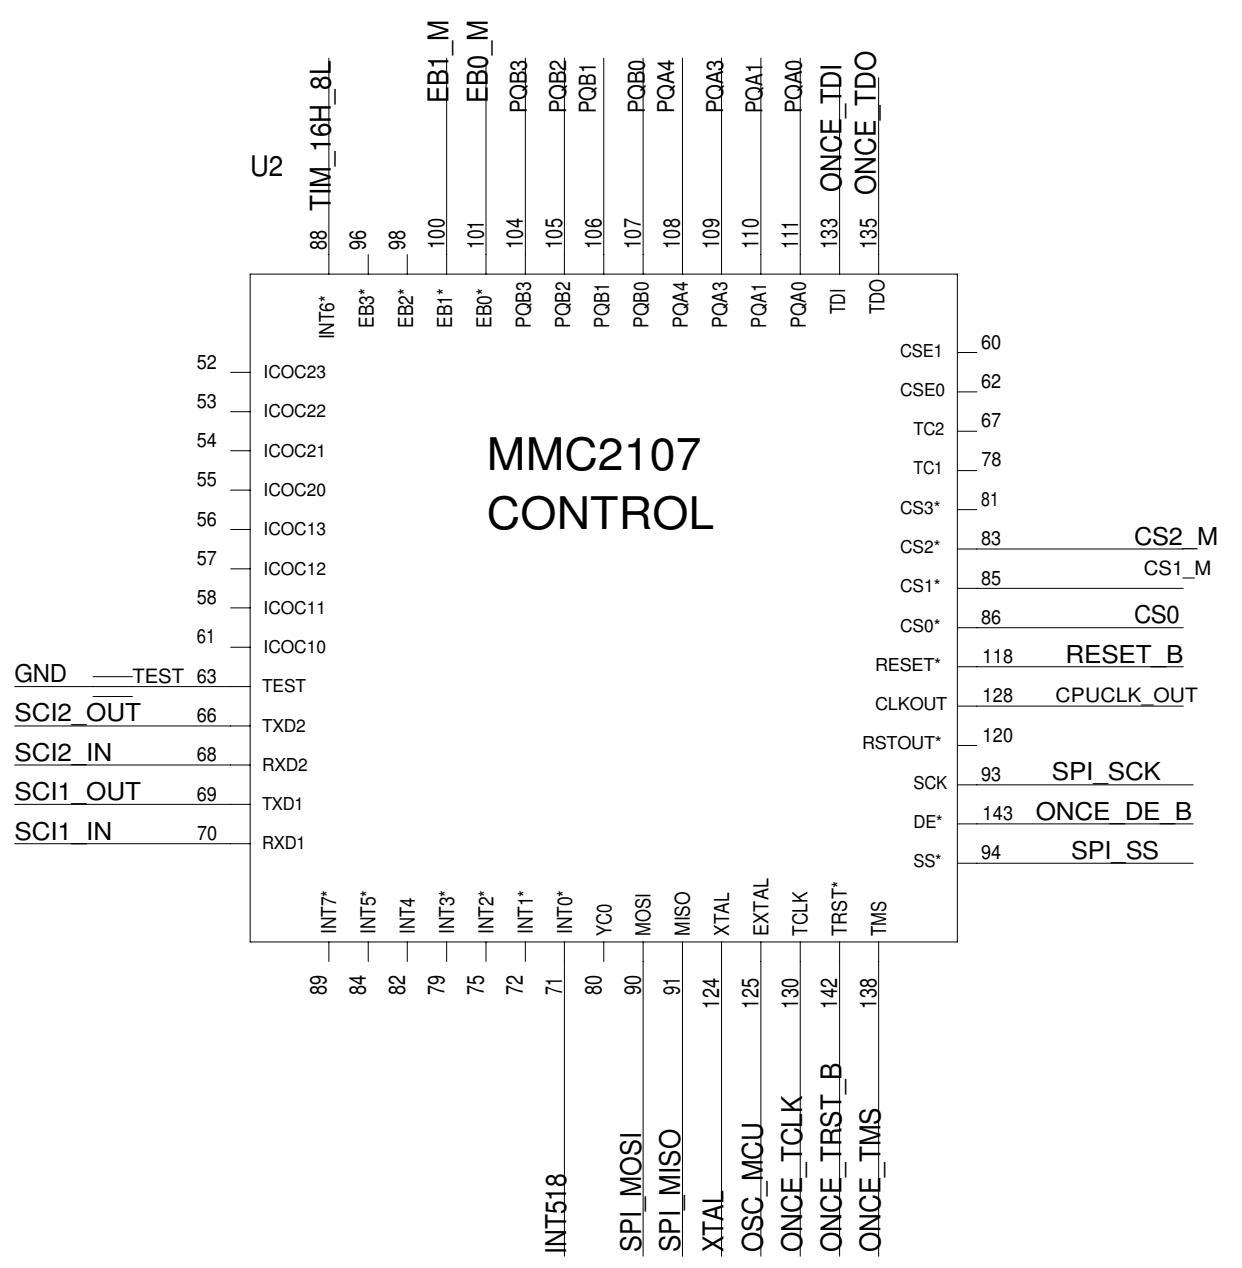 U2
TIM_16H_8L
EB1_M
EB0_M
PQB3
PQB2
PQB1
PQB0
PQA4
PQA3
PQA1
PQA0
ONCE_TDI
ONCE_TDO
88
96
98
100
101
104
105
106
107
108
109
110
111
133
135
INT6*
EB3*
EB2*
EB1*
EB0*
PQB3
PQB2
PQB1
PQB0
PQA4
PQA3
PQA1
PQA0
TDI
TDO
MMC2107
CONTROL
52 ICOC23
53 ICOC22
54 ICOC21
55 ICOC20
56 ICOC13
57 ICOC12
58 ICOC11
61 ICOC10
GND TEST 63 TEST
SCI2_OUT 66 TXD2
SCI2_IN 68 RXD2
SCI1_OUT 69 TXD1
SCI1_IN 70 RXD1
CSE1 60
CSE0 62
TC2 67
TC1 78
CS3* 81
CS2* 83 CS2_M
CS1* 85 CS1_M
CS0* 86 CS0
RESET* 118 RESET_B
CLKOUT 128 CPUCLK_OUT
RSTOUT* 120
SCK 93 SPI_SCK
DE* 143 ONCE_DE_B
SS* 94 SPI_SS
INT7*
INT5*
INT4
INT3*
INT2*
INT1*
INT0*
YC0
MOSI
MISO
XTAL
EXTAL
TCLK
TRST*
TMS
89
84
82
79
75
72
71
80
90
91
124
125
130
142
138
INT518
SPI_MOSI
SPI_MISO
XTAL
OSC_MCU
ONCE_TCLK
ONCE_TRST_B
ONCE_TMS